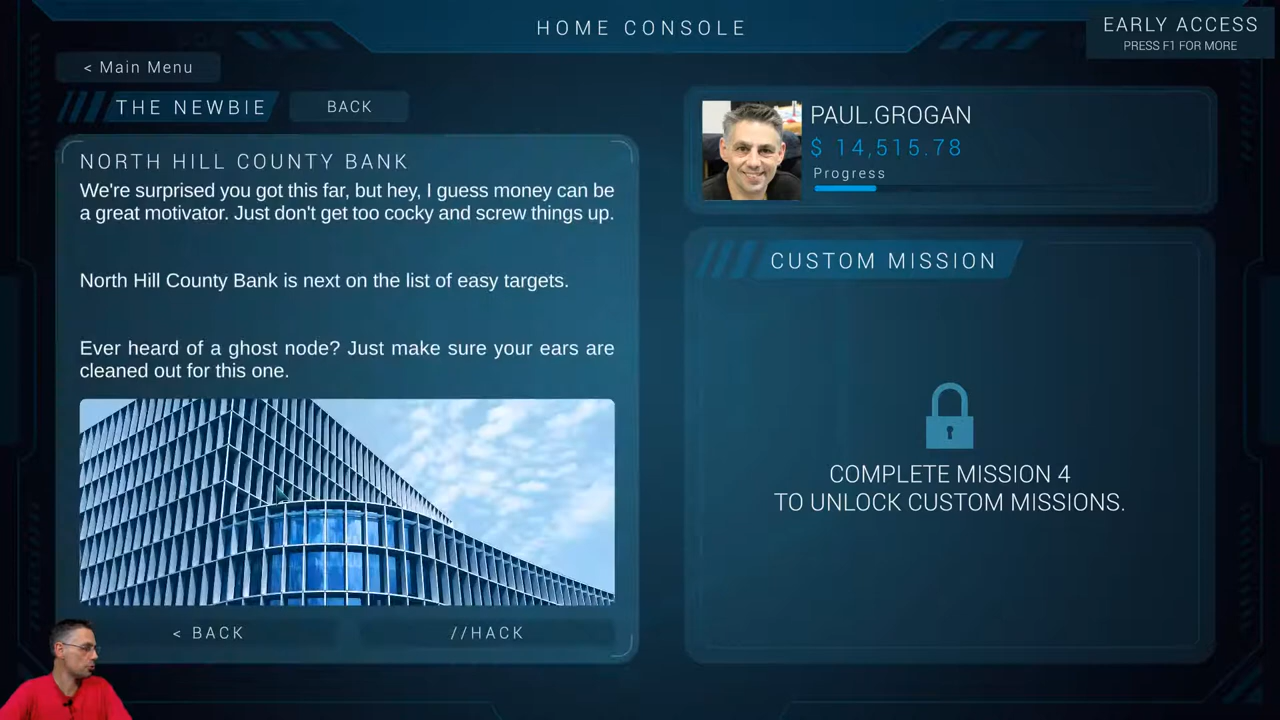 HOME CONSOLE
EARLY ACCESS
PRESS F1 FOR MORE
< Main Menu
THE NEWBIE
BACK
NORTH HILL COUNTY BANK
We're surprised you got this far, but hey, I guess money can be
a great motivator. Just don't get too cocky and screw things up.
North Hill County Bank is next on the list of easy targets.
Ever heard of a ghost node? Just make sure your ears are
cleaned out for this one.
< BACK
//HACK
PAUL.GROGAN
$ 14,515.78
Progress
CUSTOM MISSION
COMPLETE MISSION 4
TO UNLOCK CUSTOM MISSIONS.